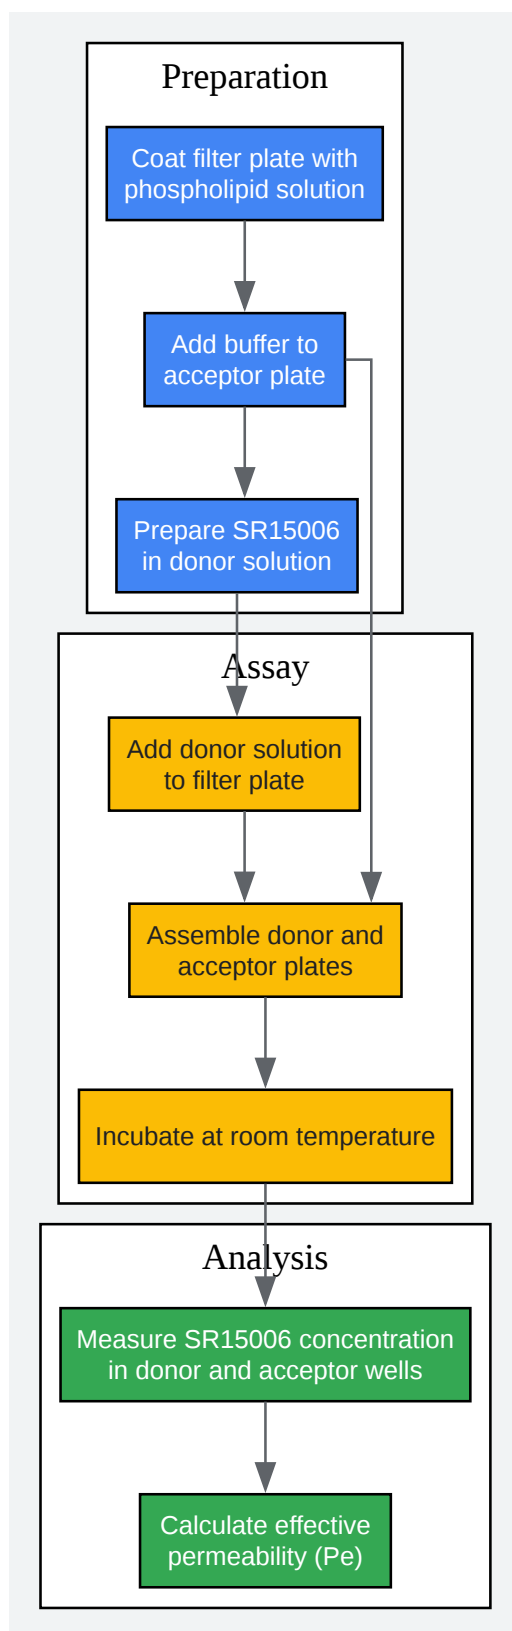 Preparation
Coat filter plate with
phospholipid solution
Add buffer to
acceptor plate
Prepare SR15006
in donor solution
Assay
Add donor solution
to filter plate
Assemble donor and
acceptor plates
Incubate at room temperature
Analysis
Measure SR15006 concentration
in donor and acceptor wells
Calculate effective
permeability (Pe)